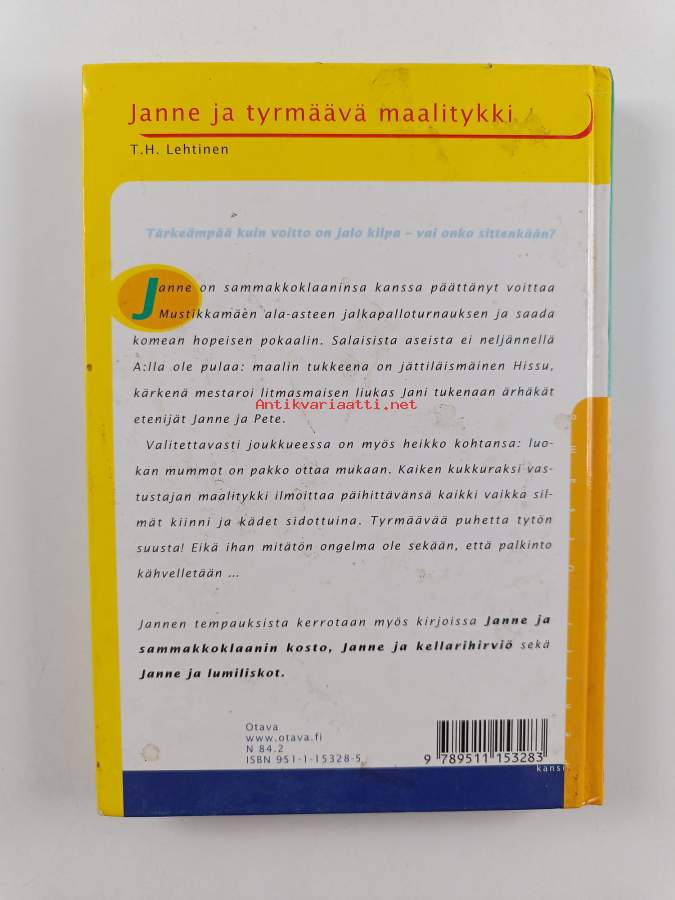 Janne ja tyrmäävä maalitykki
T.H. Lehtinen
Tärkeämpää kuin voitto on jalo kilpa – vai onko sittenkään?
Janne on sammakkoklaaninsa kanssa päättänyt voittaa
Mustikkamäen ala-asteen jalkapalloturnauksen ja saada
komean hopeisen pokaalin. Salaisista aseista ei neljännellä
A:lla ole pulaa: maalin tukkeena on jättiläismäinen Hissu,
kärkenä mestaroi litmasmaisen liukas Jani tukenaan ärhäkät
Antikvariaatti.net
etenijät Janne ja Pete.
Valitettavasti joukkueessa on myös heikko kohtansa: luo-
kan mummot on pakko ottaa mukaan. Kaiken kukkuraksi vas-
tustajan maalitykki ilmoittaa päihittävänsä kaikki vaikka sil-
mät kiinni ja kädet sidottuina. Tyrmäävää puhetta tytön
suusta! Eikä ihan mitätön ongelma ole sekään, että palkinto
kähvelletään ...
Jannen tempauksista kerrotaan myös kirjoissa Janne ja
sammakkoklaanin kosto, Janne ja kellarihirviö sekä
Janne ja lumiliskot.
Otava
www.otava.fi
N 84.2
ISBN 951-1-15328-5
9 789511 153283
kansi